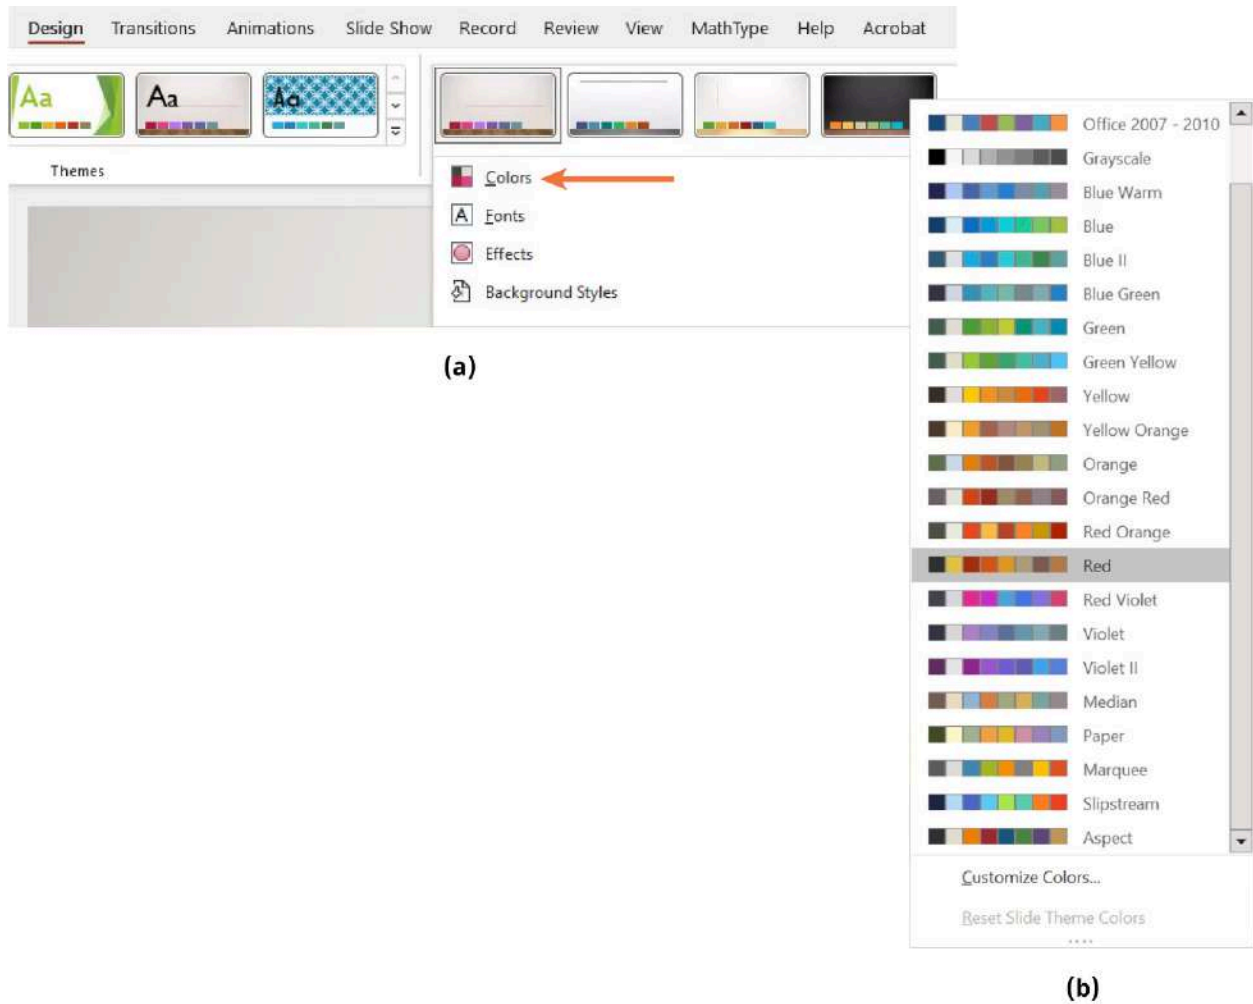 Design Transitions Animations Slide Show Record Review View MathType Help Acrobat
Aa Aa Aa
Themes
Colors
Fonts
Effects
Background Styles
(a)
Office 2007 - 2010
Grayscale
Blue Warm
Blue
Blue II
Blue Green
Green
Green Yellow
Yellow
Yellow Orange
Orange
Orange Red
Red Orange
Red
Red Violet
Violet
Violet II
Median
Paper
Marquee
Slipstream
Aspect
Customize Colors...
Reset Slide Theme Colors
(b)